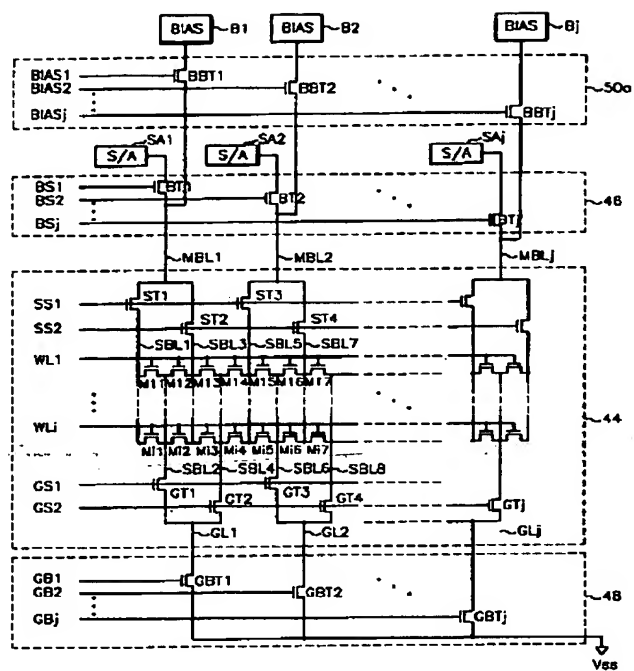 BIAS B1 BIAS B2 BIAS Bj
BIAS1 BBT1
BIAS2 BBT2
BIASj BBTj
50a
S/A SA1 S/A SA2 S/A SAj
BS1 BT1
BS2 BT2
BSj BTj
46
MBL1 MBL2 MBLj
SS1 ST1 ST3
SS2 ST2 ST4
SBL1 SBL3 SBL5 SBL7
WL1
M11 M12 M13 M14 M15 M16 M17
44
WLi
Mi1 Mi2 Mi3 Mi4 Mi5 Mi6 Mi7
SBL2 SBL4 SBL6 SBL8
GS1 GT1 GT3
GS2 GT2 GT4 GTj
GL1 GL2 GLj
GB1 GBT1
GB2 GBT2
GBj GBTj
48
Vss